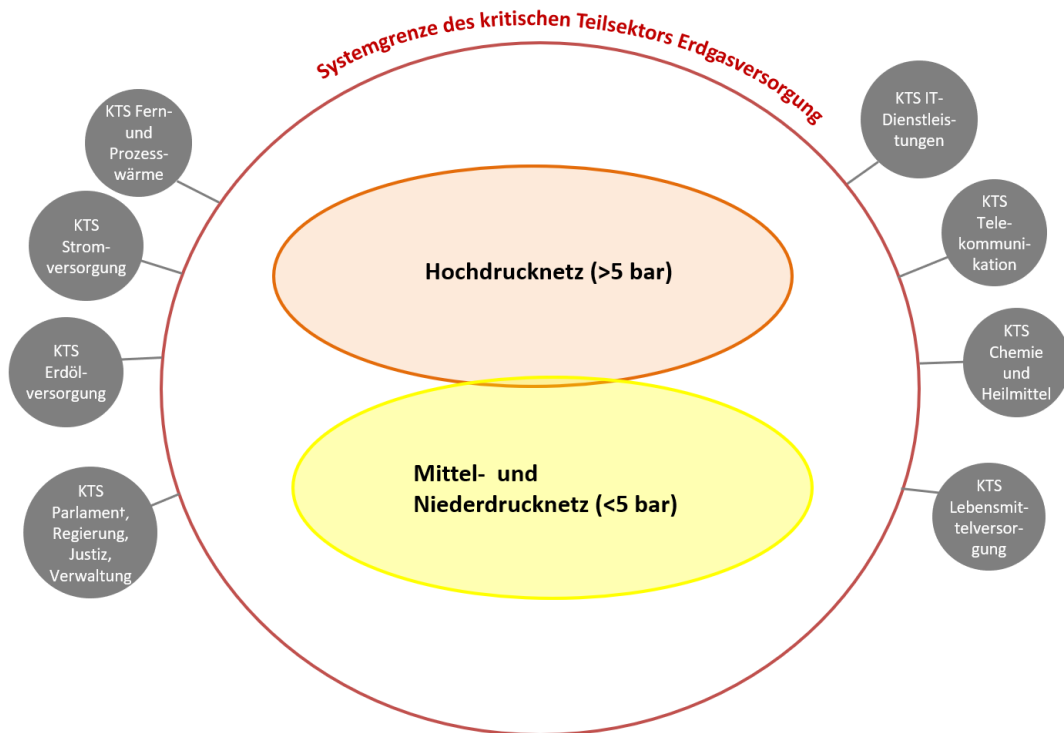 Systemgrenze des kritischen Teilsektors Erdgasversorgung
KTS Fern-
und
Prozess-
wärme
KTS
Strom-
versorgung
KTS
Erdöl-
versorgung
KTS
Parlament,
Regierung,
Justiz,
Verwaltung
Hochdrucknetz (>5 bar)
Mittel- und
Niederdrucknetz (<5 bar)
KTS IT-
Dienstleis-
tungen
KTS
Tele-
kommuni-
kation
KTS
Chemie
und
Heilmittel
KTS
Lebensmit-
telversor-
gung